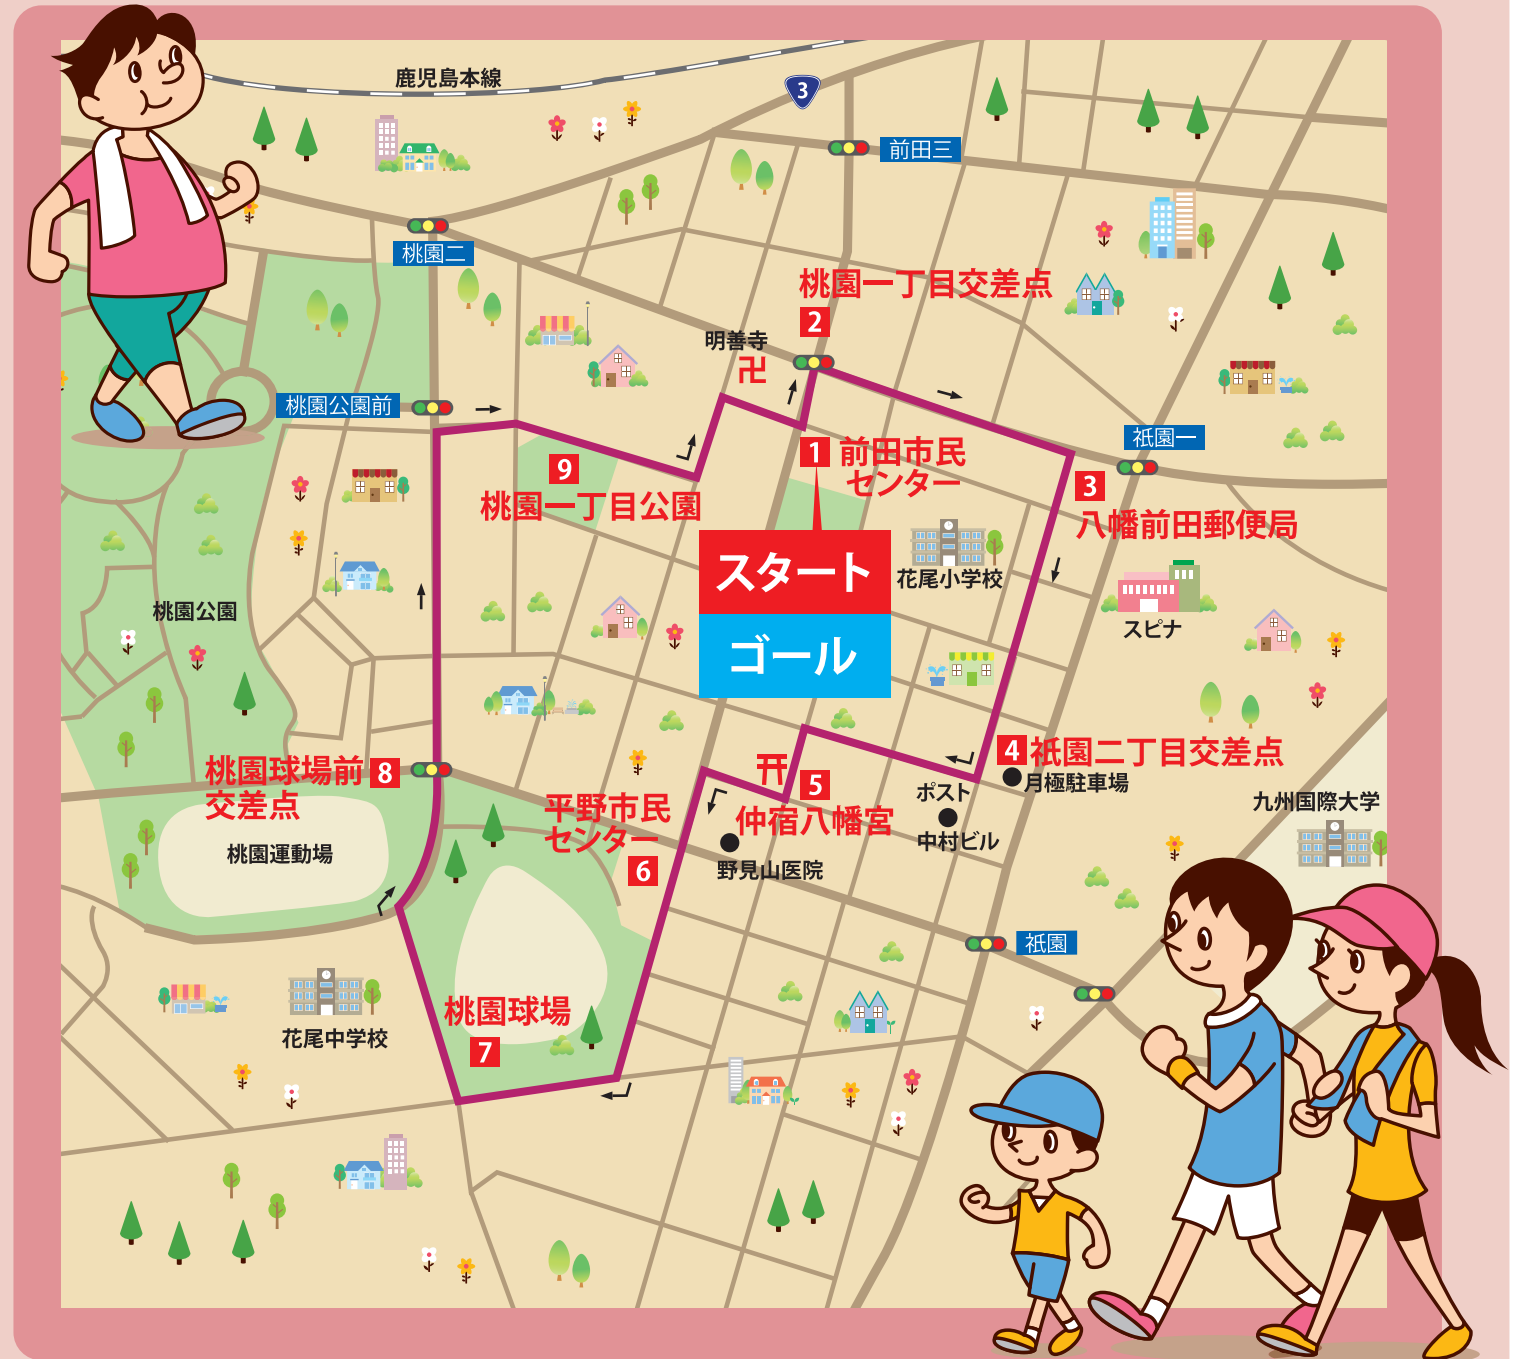 鹿児島本線
3
前田三
桃園二
桃園一丁目交差点
2
明善寺
卍
桃園公園前
祇園一
1
前田市民
センター
9
桃園一丁目公園
3
八幡前田郵便局
スタート
ゴール
花尾小学校
桃園公園
スピナ
4
祇園二丁目交差点
月極駐車場
桃園球場前
交差点
8
5
仲宿八幡宮
ポスト
中村ビル
九州国際大学
平野市民
センター
6
桃園運動場
野見山医院
祇園
桃園球場
7
花尾中学校